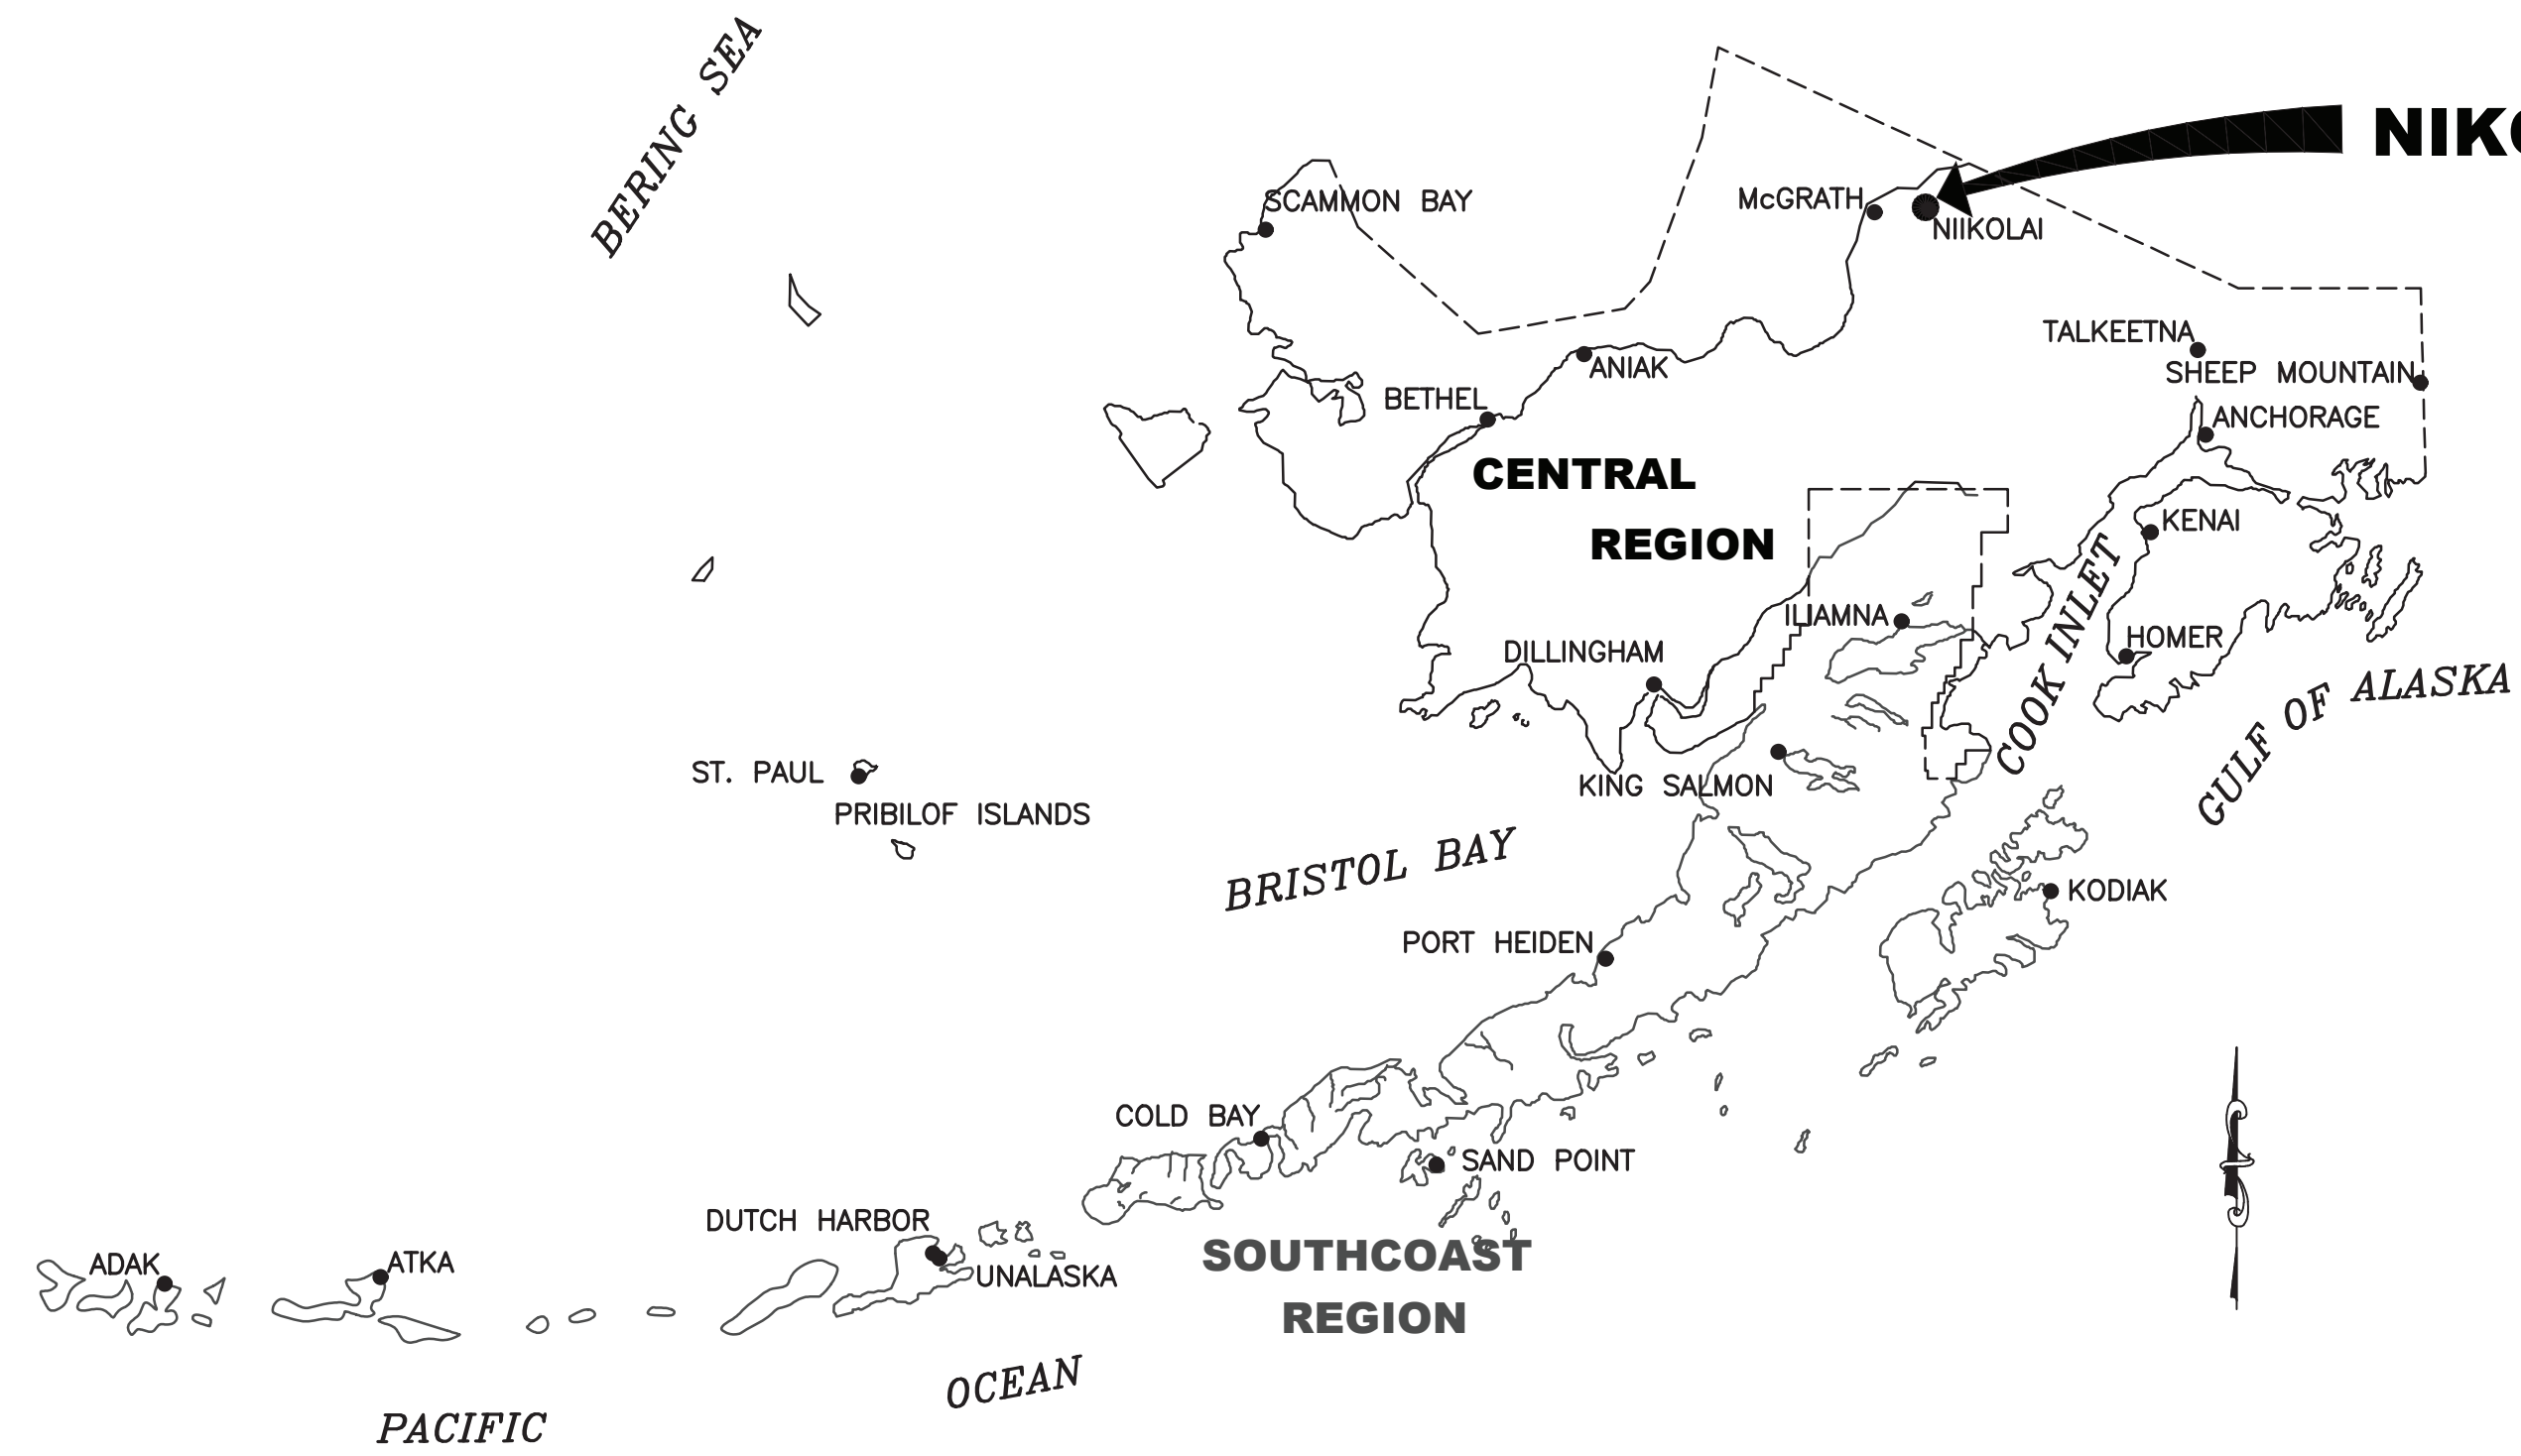 BERING SEA
NIKO
SCAMMON BAY
McGRATH
NIIKOLAI
TALKEETNA
SHEEP MOUNTAIN
ANIAK
BETHEL
ANCHORAGE
CENTRAL
REGION
KENAI
COOK INLET
ILIAMNA
HOMER
DILLINGHAM
GULF OF ALASKA
ST. PAUL
KING SALMON
PRIBILOF ISLANDS
BRISTOL BAY
KODIAK
PORT HEIDEN
COLD BAY
SAND POINT
DUTCH HARBOR
SOUTHCOAST
REGION
ADAK
ATKA
UNALASKA
PACIFIC
OCEAN